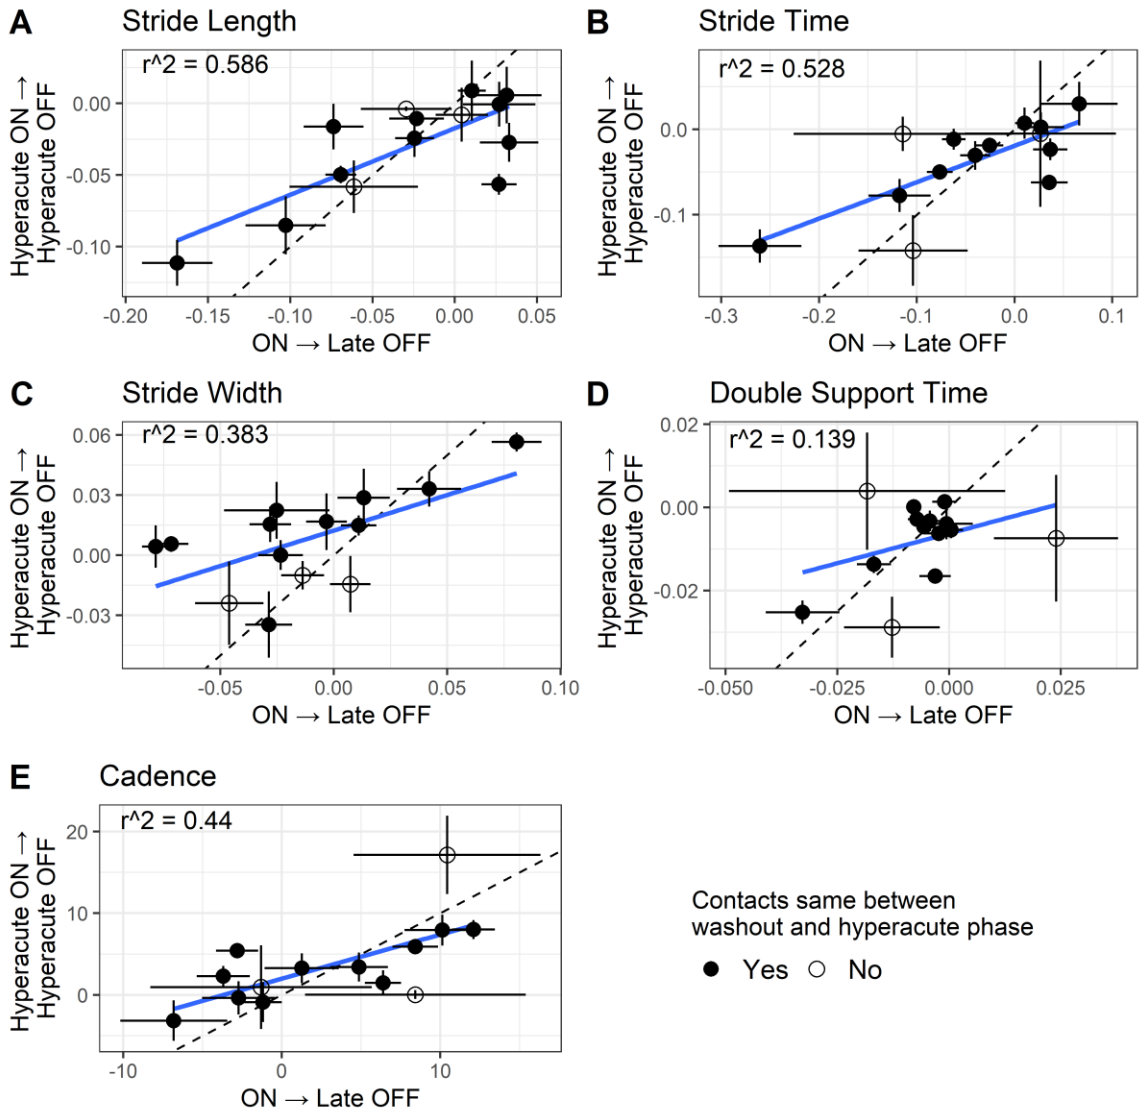 A Stride Length
r^2 = 0.586
Hyperacute ON →
Hyperacute OFF
0.00
-0.05
-0.10
-0.20 -0.15 -0.10 -0.05 0.00 0.05
ON → Late OFF
B Stride Time
r^2 = 0.528
Hyperacute ON →
Hyperacute OFF
0.0
-0.1
-0.3 -0.2 -0.1 0.0 0.1
ON → Late OFF
C Stride Width
r^2 = 0.383
Hyperacute ON →
Hyperacute OFF
0.06
0.03
0.00
-0.03
-0.05 0.00 0.05 0.10
ON → Late OFF
D Double Support Time
r^2 = 0.139
Hyperacute ON →
Hyperacute OFF
0.02
0.00
-0.02
-0.050 -0.025 0.000 0.025
ON → Late OFF
E Cadence
r^2 = 0.44
Hyperacute ON →
Hyperacute OFF
20
10
0
-10 0 10
ON → Late OFF
Contacts same between
washout and hyperacute phase
Yes No